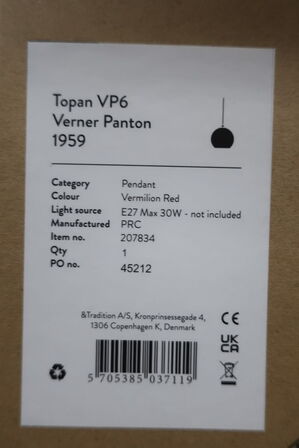 Topan VP6
Verner Panton
1959
Category Pendant
Colour Vermilion Red
Light source E27 Max 30W - not included
Manufactured PRC
Item no. 207834
Qty 1
PO no. 45212
&Tradition A/S, Kronprinsessegade 4,
1306 Copenhagen K, Denmark
CE
UK
CA
5 705385 037119